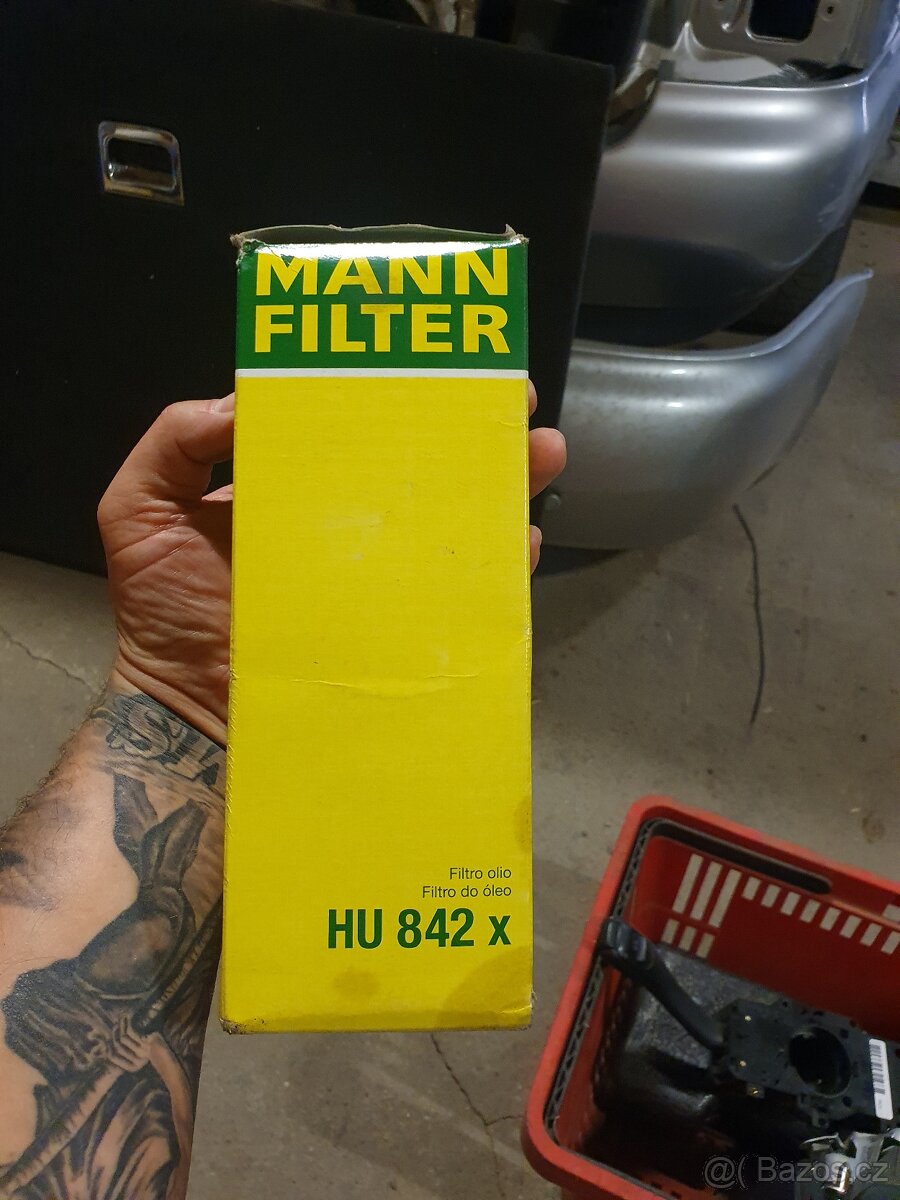 MANN
FILTER
Filtro olio
Filtro do óleo
HU 842 x
@( Bazos.cz